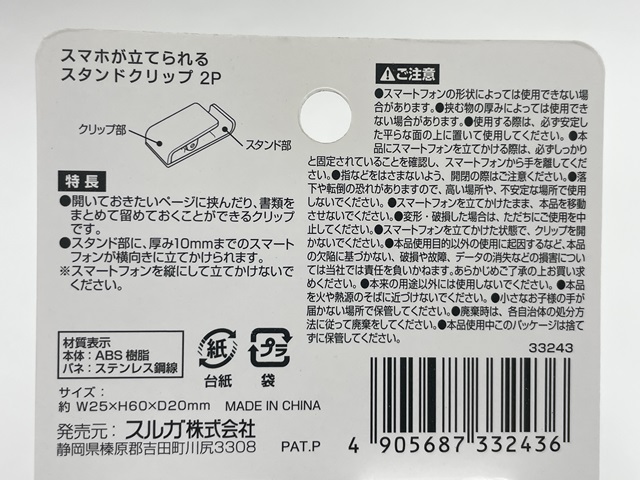 スマホが立てられる
スタンドクリップ 2P
クリップ部
スタンド部
特長
●開いておきたいページに挟んだり、書類を
まとめて留めておくことができるクリップ
です。
●スタンド部に、厚み10mmまでのスマート
フォンが横向きに立てかけられます。
※スマートフォンを縦にして立てかけないで
ください。
材質表示
本体：ABS 樹脂
バネ：ステンレス鋼線
紙
台紙
プラ
袋
サイズ：
約 W25×H60×D20mm MADE IN CHINA
発売元：スルガ株式会社
静岡県榛原郡吉田町川尻3308 PAT.P
ご注意
●スマートフォンの形状によっては使用できない場
合があります。●挟む物の厚みによっては使用でき
ない場合があります。●使用する際は、必ず安定し
た平らな面の上に置いて使用してください。●本
品にスマートフォンを立てかける際は、しっかり
と固定されていることを確認し、スマートフォンから手を離してくだ
さい。●指などをはさまないよう、開閉の際はご注意ください。●落
下や転倒の恐れがありますので、高い場所や、不安定な場所で使用
しないでください。●スマートフォンを立てかけたまま、本品を移動
させないでください。●変形・破損した場合は、ただちにご使用を中
止してください。●スマートフォンを立てかけた状態で、クリップを開
かないでください。●本品使用目的以外の使用に起因するなど、本品
の欠陥に基づかない、破損や故障、データの消失などの損害について
は当社では責任を負いかねます。あらかじめご了承の上お買い求
めください。●本来の用途以外には使用しないでください。●本
品を火や熱源のそばに近づけないでください。●小さなお子様の手が
届かない場所で保管してください。●廃棄時は、各自治体の処分方
法に従って廃棄をしてください。●本品使用中このパッケージは捨て
ずに保管してください。
33243
4 905687 332436